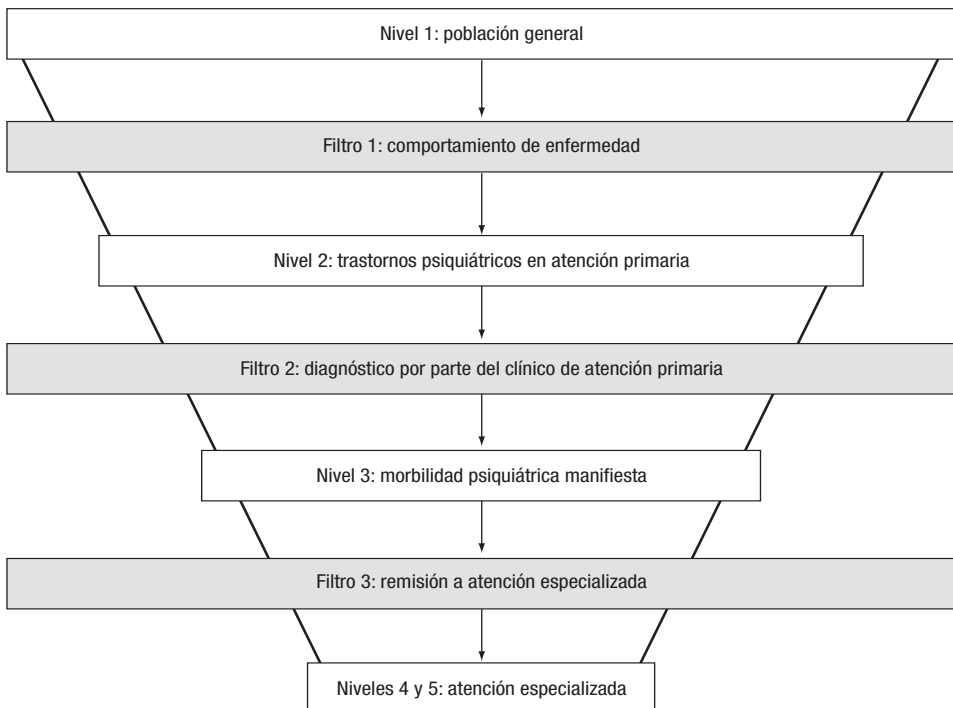 Nivel 1: población general
Filtro 1: comportamiento de enfermedad
Nivel 2: trastornos psiquiátricos en atención primaria
Filtro 2: diagnóstico por parte del clínico de atención primaria
Nivel 3: morbilidad psiquiátrica manifiesta
Filtro 3: remisión a atención especializada
Niveles 4 y 5: atención especializada